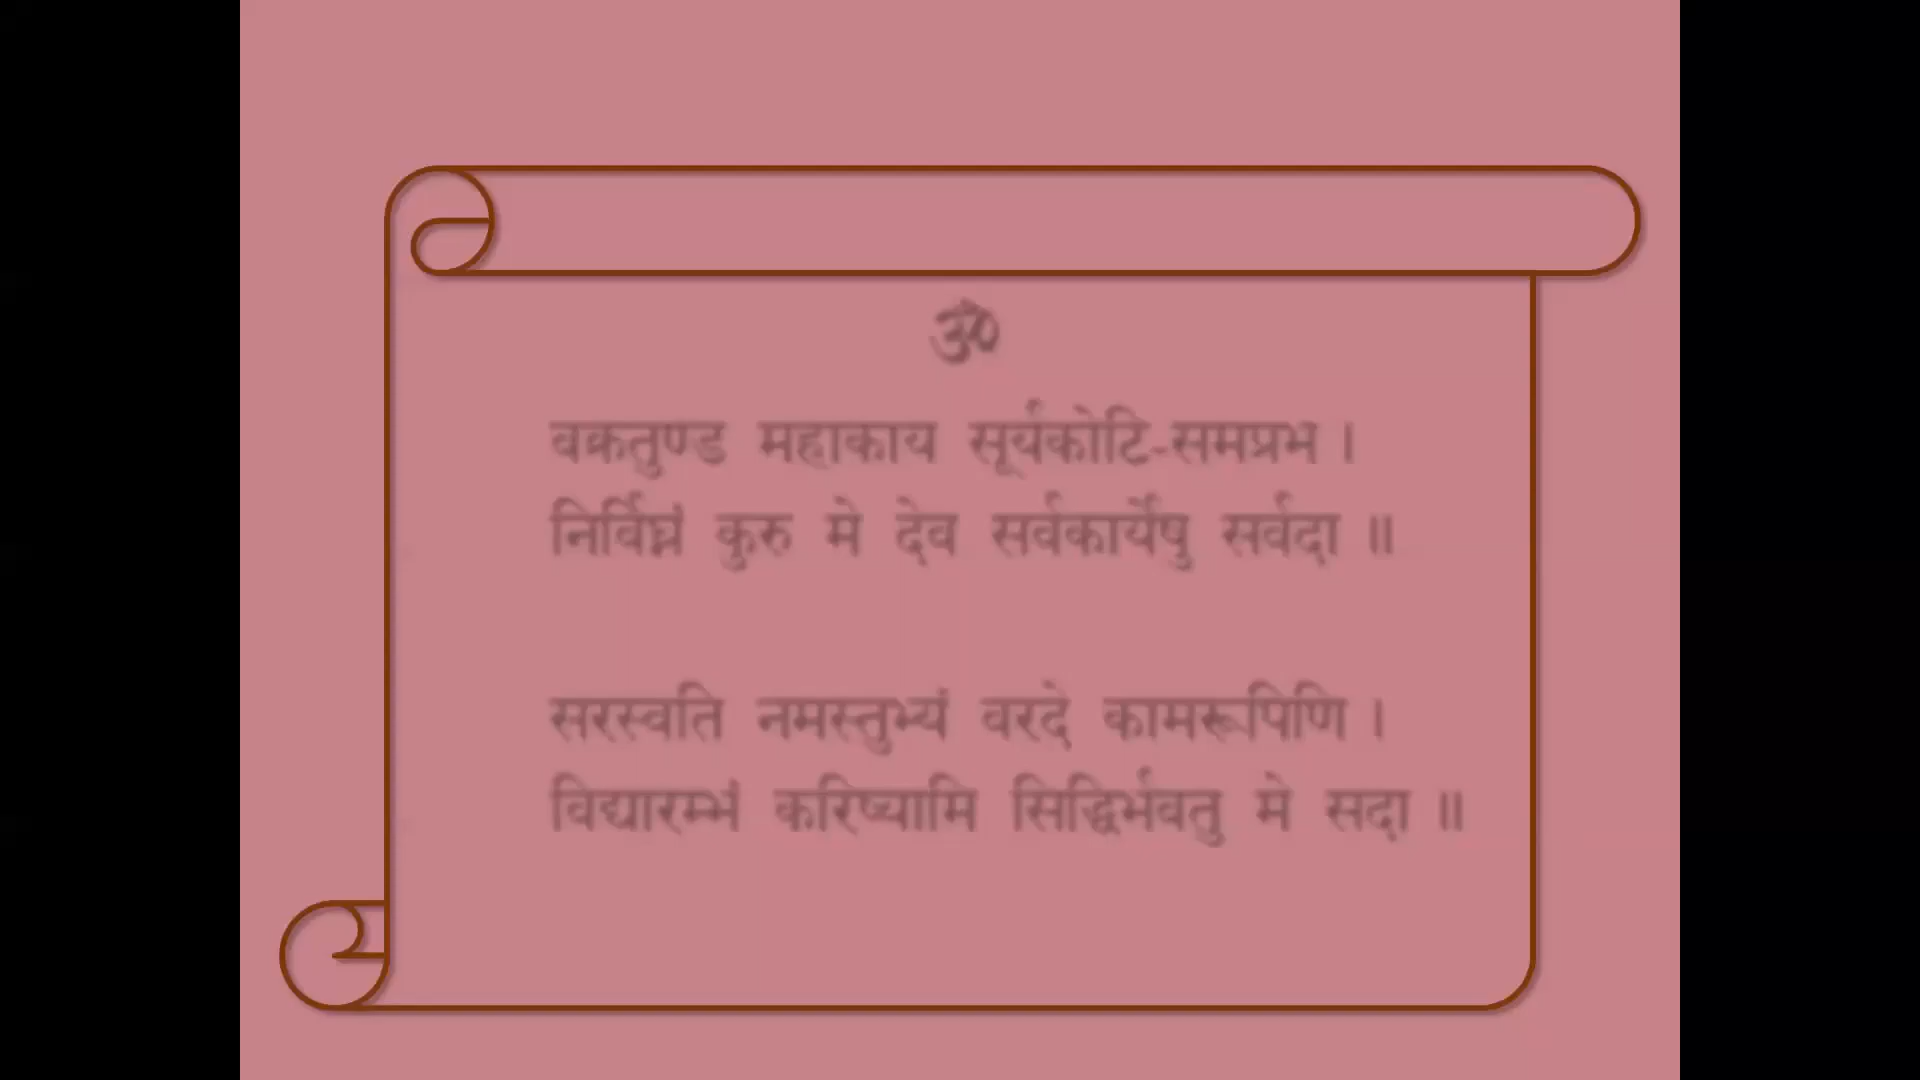 ॐ
वक्रतुण्ड महाकाय सूर्यकोटि-समप्रभ ।
निर्विघ्नं कुरु मे देव सर्वकार्येषु सर्वदा ॥
सरस्वति नमस्तुभ्यं वरदे कामरूपिणि ।
विद्यारम्भं करिष्यामि सिद्धिर्भवतु मे सदा ॥